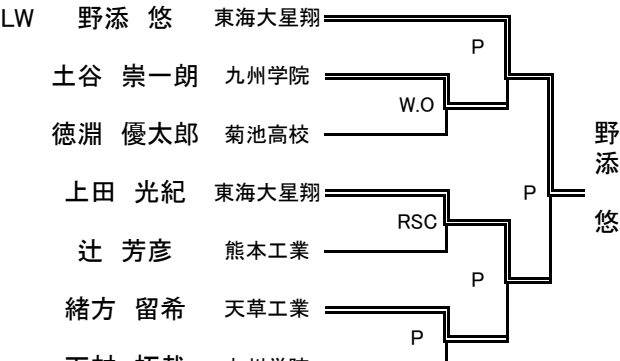 LW 野添 悠 東海大星翔
P
土谷 崇一朗 九州学院
W.O
徳淵 優太郎 菊池高校
野添 悠
上田 光紀 東海大星翔
P
RSC
辻 芳彦 熊本工業
P
緒方 留希 天草工業
P